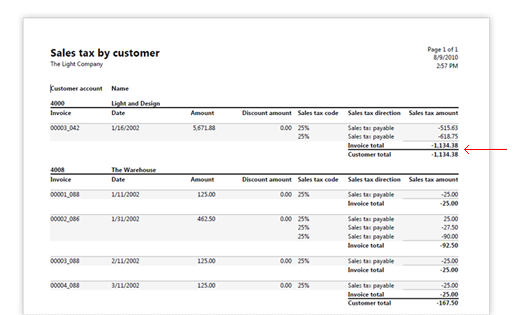 Sales tax by customer Page 1 of 1
The Light Company 8/9/2010
2:57 PM
Customer account Name
4000 Light and Design
Invoice Date Amount Discount amount Sales tax code Sales tax direction Sales tax amount
00003_042 1/16/2002 5,671.88 0.00 25% Sales tax payable -515.63
25% Sales tax payable -618.75
Invoice total -1,134.38
Customer total -1,134.38
4008 The Warehouse
Invoice Date Amount Discount amount Sales tax code Sales tax direction Sales tax amount
00001_088 1/11/2002 125.00 0.00 25% Sales tax payable -25.00
Invoice total -25.00
00002_086 1/31/2002 462.50 0.00 25% Sales tax payable 25.00
25% Sales tax payable -27.50
25% Sales tax payable -90.00
Invoice total -92.50
00003_088 2/11/2002 125.00 0.00 25% Sales tax payable -25.00
Invoice total -25.00
00004_088 3/11/2002 125.00 0.00 25% Sales tax payable -25.00
Invoice total -25.00
Customer total -167.50